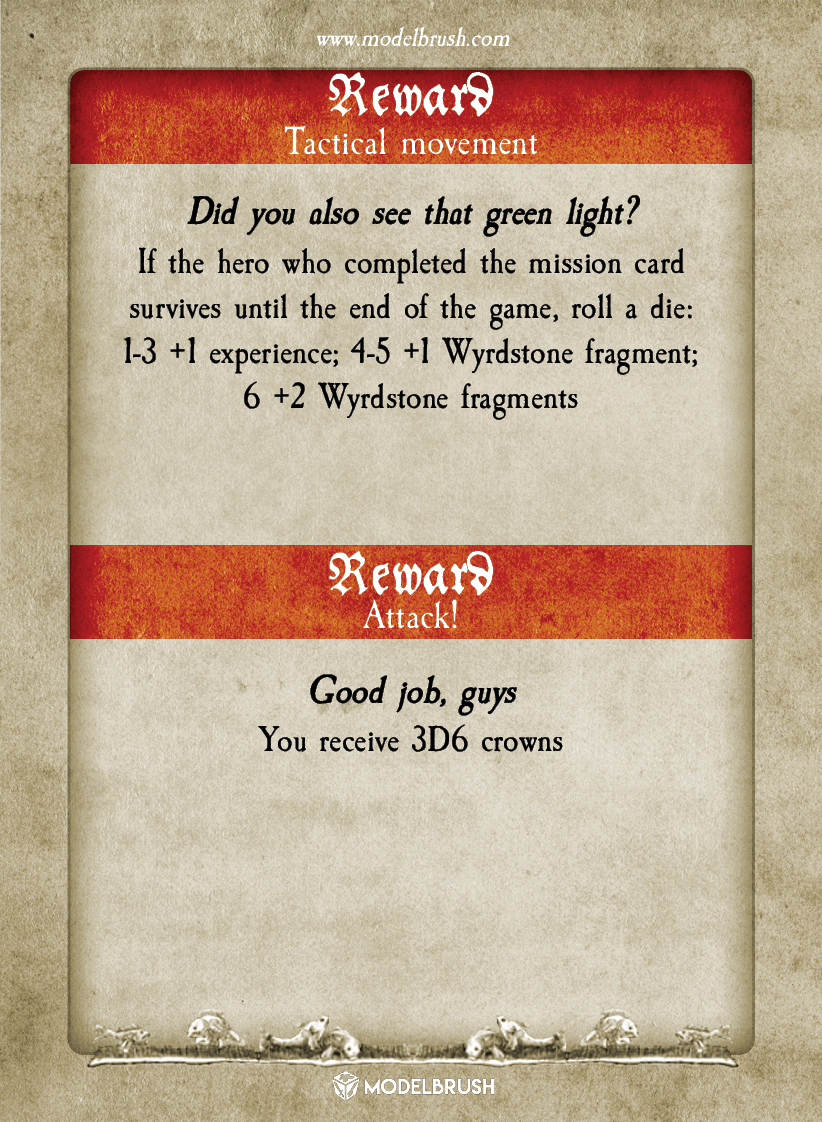 www.modelbrush.com
Reward
Tactical movement
Did you also see that green light?
If the hero who completed the mission card
survives until the end of the game, roll a die:
1-3 +1 experience; 4-5 +1 Wyrdstone fragment;
6 +2 Wyrdstone fragments
Reward
Attack!
Good job, guys
You receive 3D6 crowns
MODELBRUSH